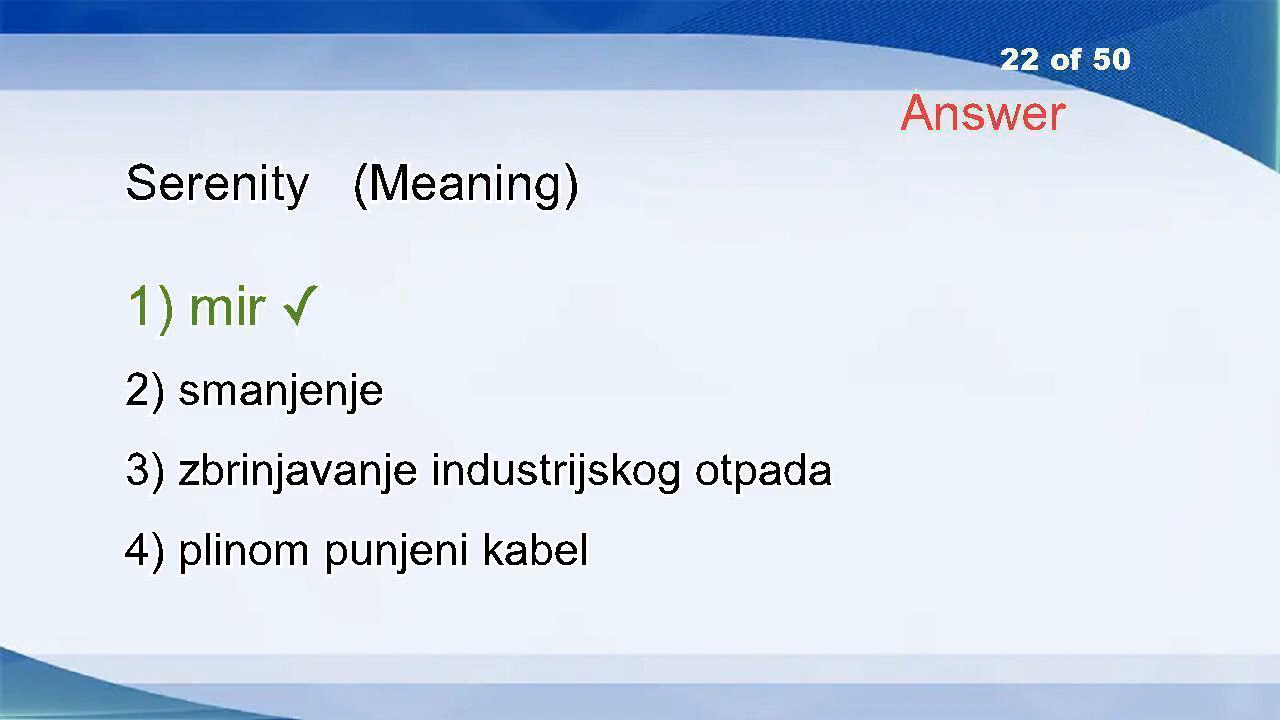 22 of 50
Answer
Serenity (Meaning)
1) mir ✓
2) smanjenje
3) zbrinjavanje industrijskog otpada
4) plinom punjeni kabel